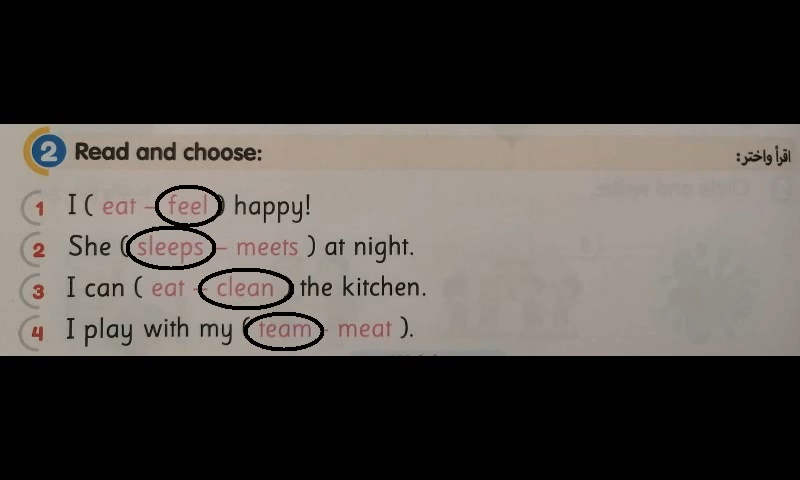 2 Read and choose: اقرأ واختر:
1 I ( eat – feel ) happy!
2 She ( sleeps – meets ) at night.
3 I can ( eat – clean ) the kitchen.
4 I play with my ( team – meat ).